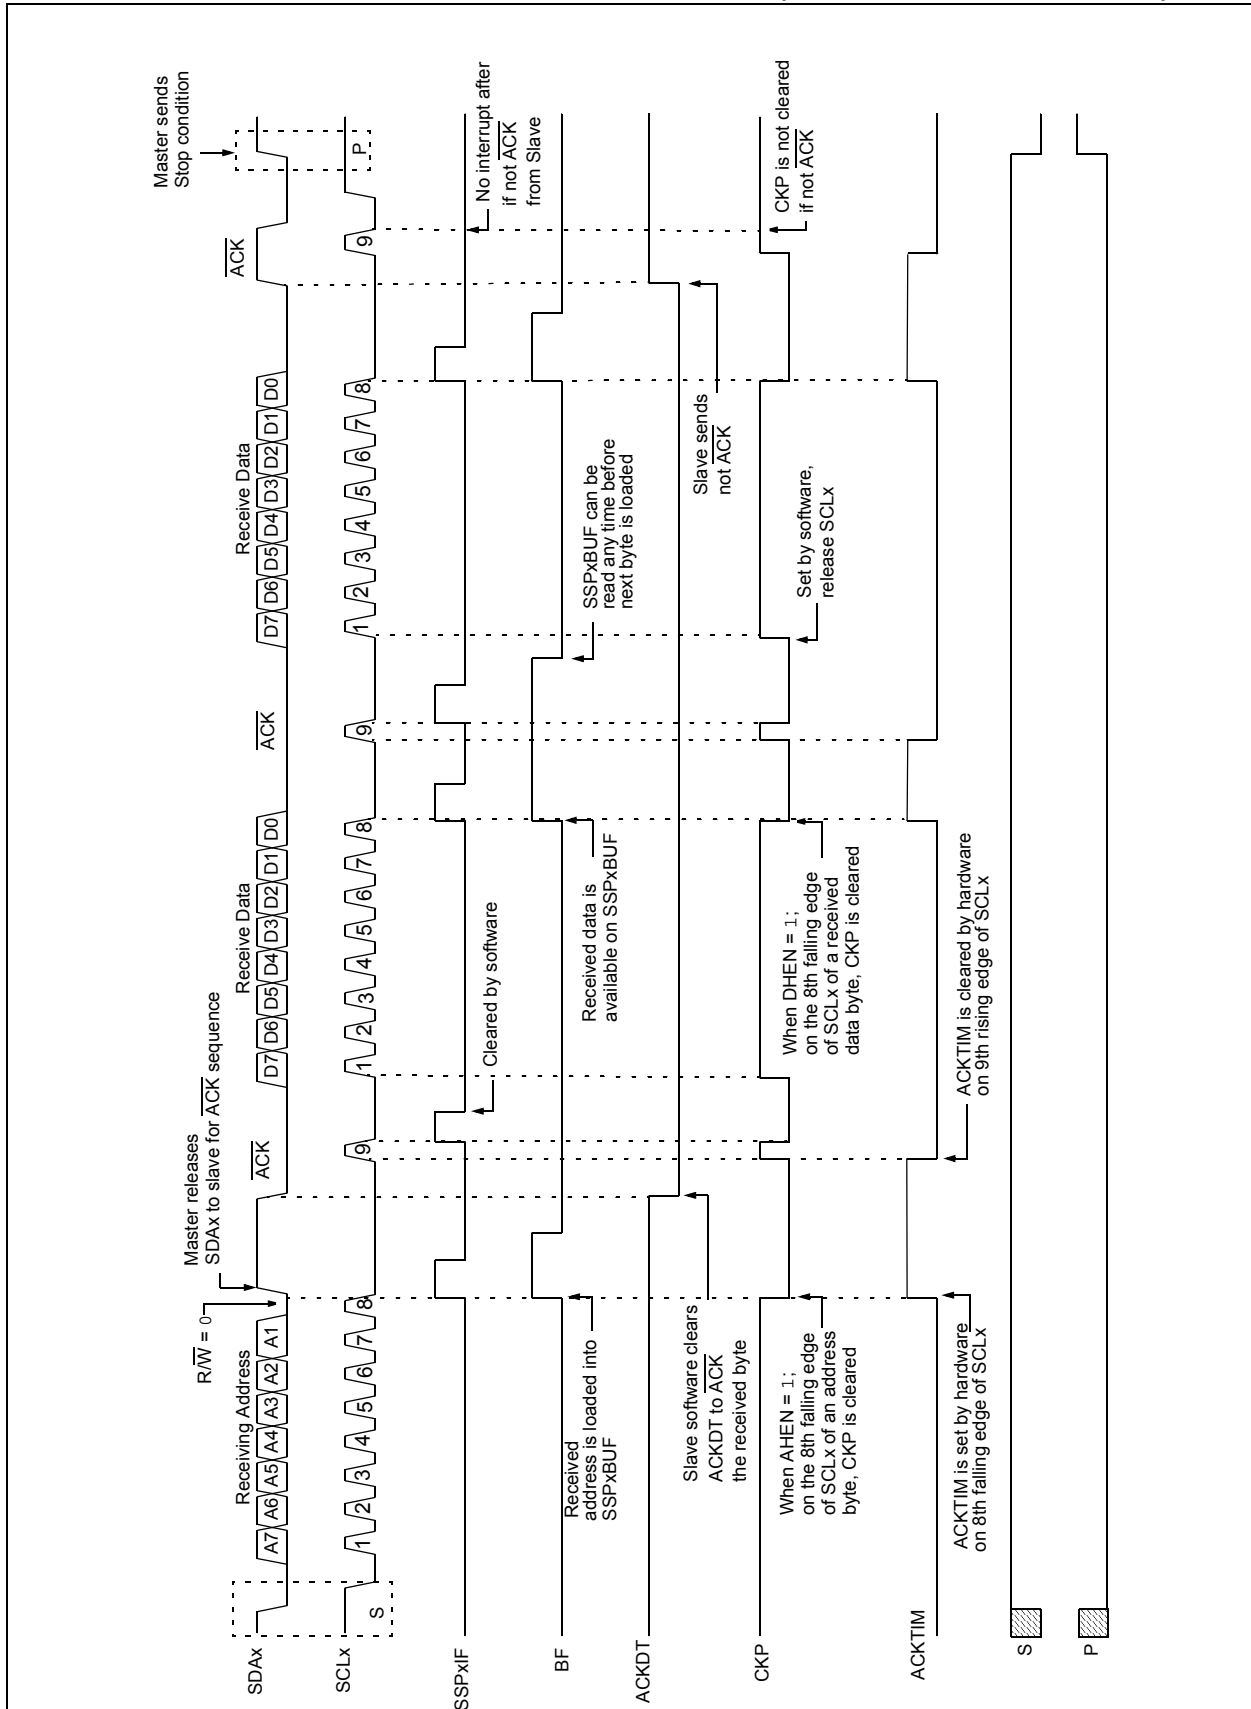 Master sends
Stop condition
Master releases
SDAx to slave for ACK sequence
R/W = 0
Receiving Address
Receive Data
Receive Data
SDAx
A7 A6 A5 A4 A3 A2 A1
ACK
D7 D6 D5 D4 D3 D2 D1 D0
ACK
D7 D6 D5 D4 D3 D2 D1 D0
ACK
SCLx
S
1 2 3 4 5 6 7 8 9 1 2 3 4 5 6 7 8 9 1 2 3 4 5 6 7 8 9
P
SSPxIF
Cleared by software
No interrupt after
if not ACK
from Slave
BF
Received
address is loaded into
SSPxBUF
Received data is
available on SSPxBUF
SSPxBUF can be
read any time before
next byte is loaded
ACKDT
Slave software clears
ACKDT to ACK
the received byte
Slave sends
not ACK
CKP
When AHEN = 1;
on the 8th falling edge
of SCLx of an address
byte, CKP is cleared
When DHEN = 1;
on the 8th falling edge
of SCLx of a received
data byte, CKP is cleared
Set by software,
release SCLx
CKP is not cleared
if not ACK
ACKTIM
ACKTIM is set by hardware
on 8th falling edge of SCLx
ACKTIM is cleared by hardware
on 9th rising edge of SCLx
S
P